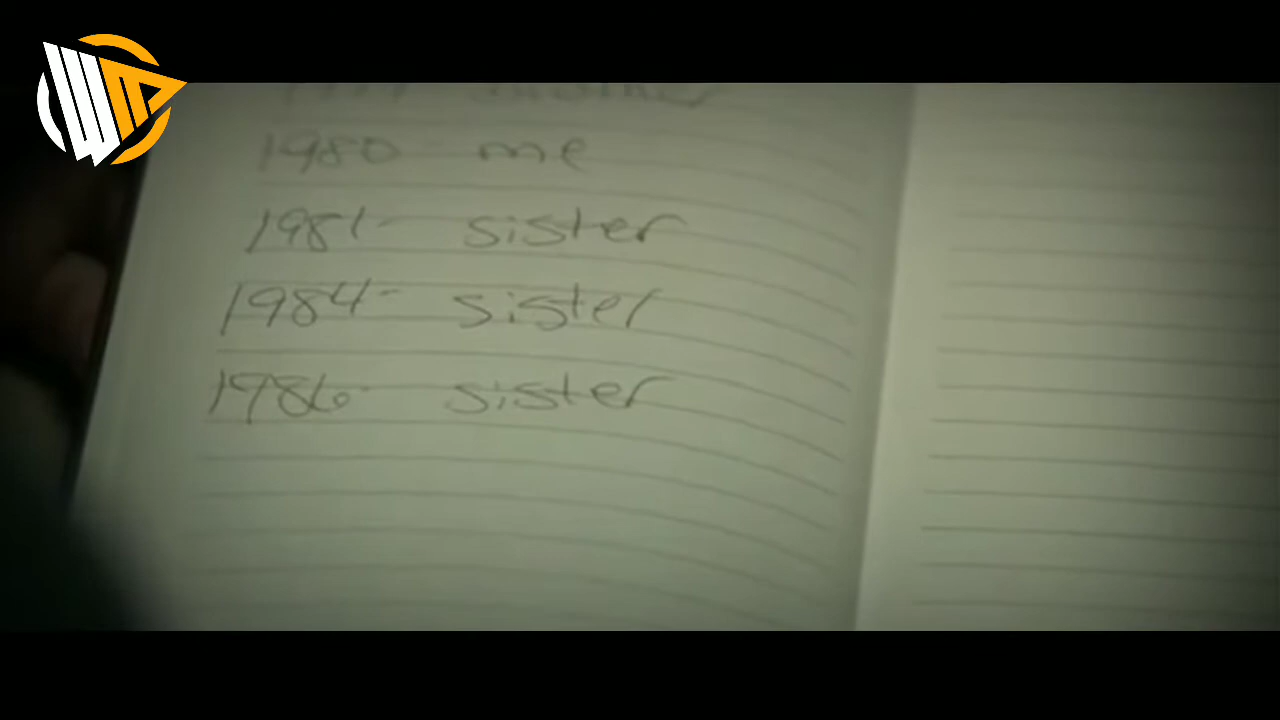 1980 me
1981- sister
1984- sister
1986- sister